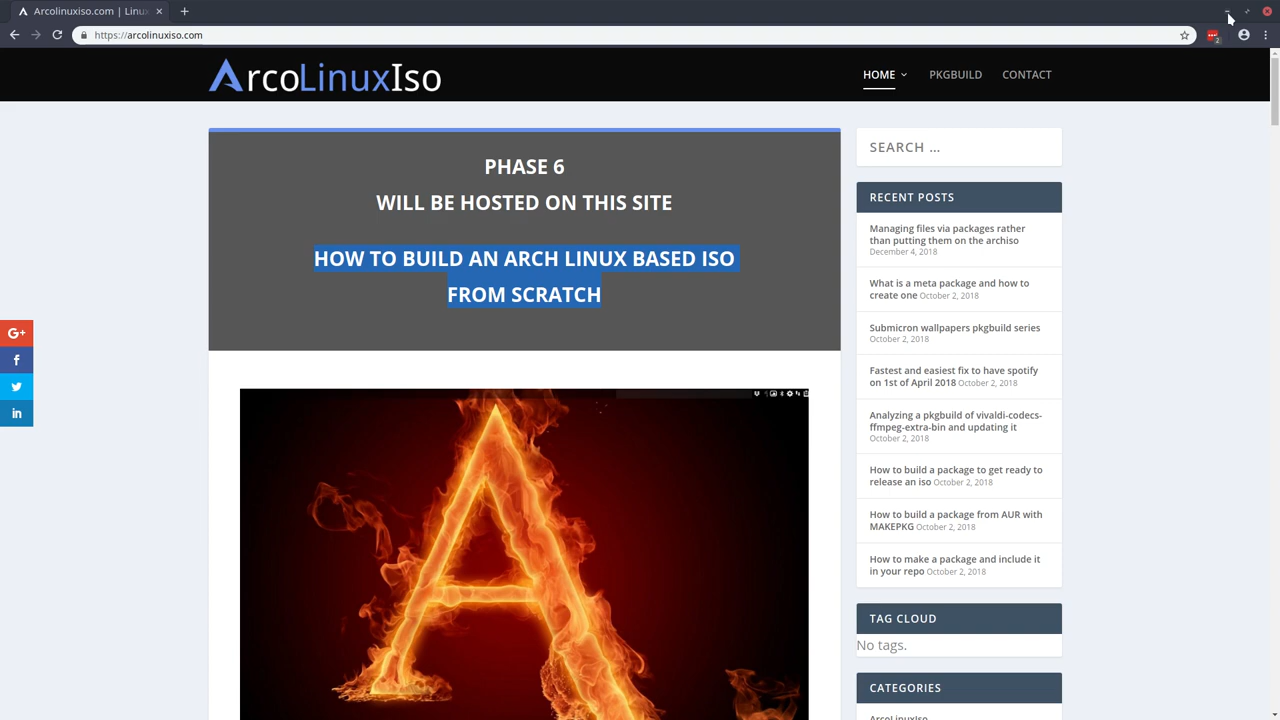 Arcolinuxiso.com | Linux
https://arcolinuxiso.com
2
ArcoLinuxIso
HOME
PKGBUILD
CONTACT
PHASE 6
WILL BE HOSTED ON THIS SITE
HOW TO BUILD AN ARCH LINUX BASED ISO
FROM SCRATCH
G+
f
in
SEARCH …
RECENT POSTS
Managing files via packages rather
than putting them on the archiso
December 4, 2018
What is a meta package and how to
create one October 2, 2018
Submicron wallpapers pkgbuild series
October 2, 2018
Fastest and easiest fix to have spotify
on 1st of April 2018 October 2, 2018
Analyzing a pkgbuild of vivaldi-codecs-
ffmpeg-extra-bin and updating it
October 2, 2018
How to build a package to get ready to
release an iso October 2, 2018
How to build a package from AUR with
MAKEPKG October 2, 2018
How to make a package and include it
in your repo October 2, 2018
TAG CLOUD
No tags.
CATEGORIES
ArcoLinuxIso